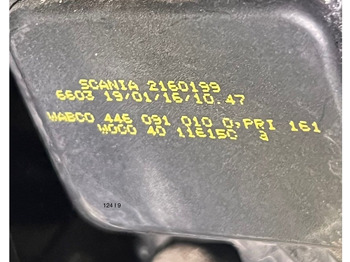 SCANIA 2160199
6603 19/01/16/10.47
WABCO 446 091 010 0,PRI 161
WOCO 40 11615C 3
12419